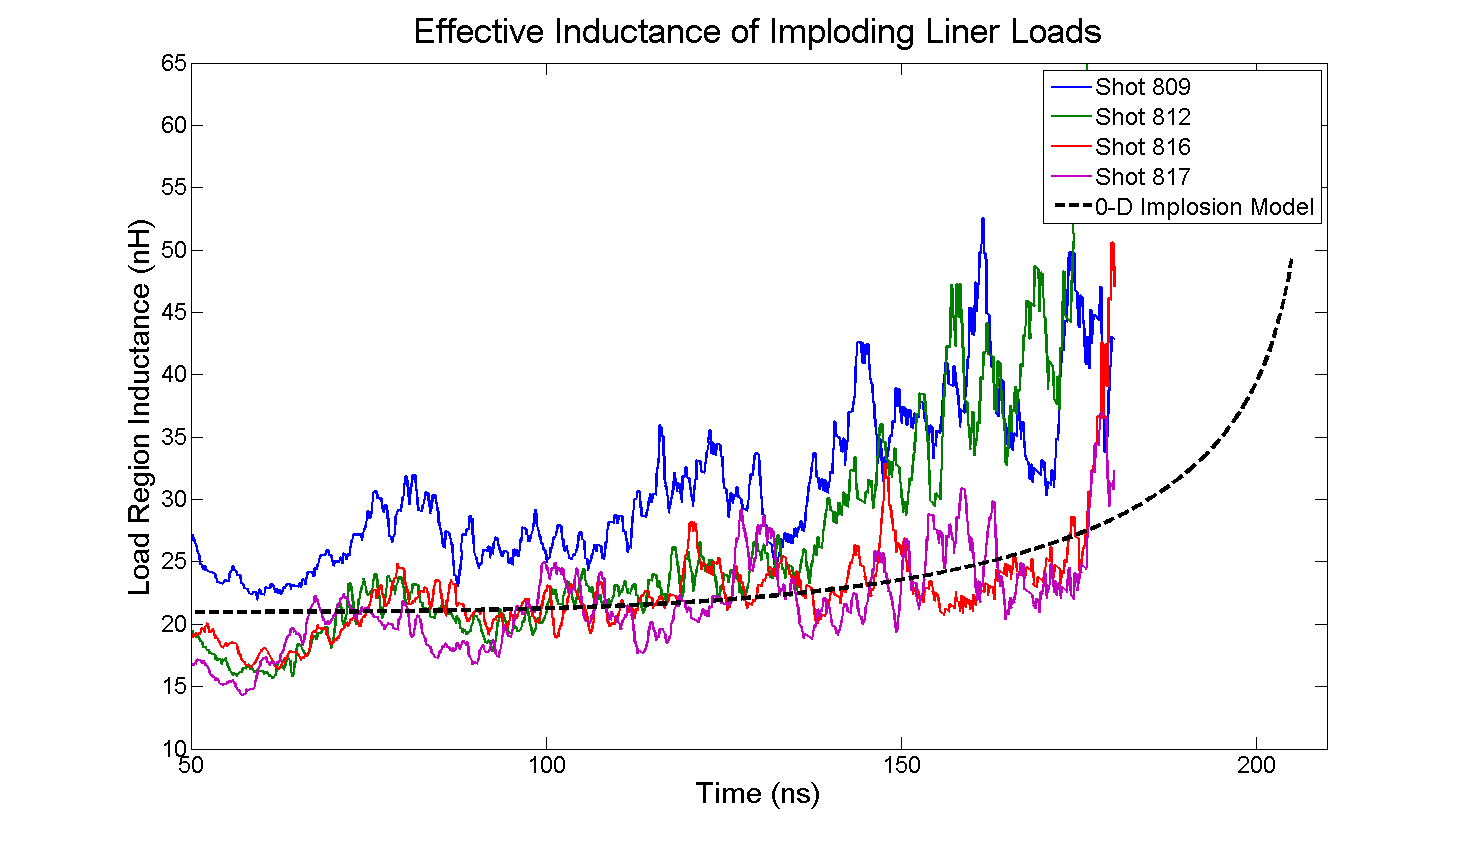 Effective Inductance of Imploding Liner Loads
65
60
55
50
45
40
35
30
25
20
15
10
Load Region Inductance (nH)
Shot 809
Shot 812
Shot 816
Shot 817
0-D Implosion Model
50
100
150
200
Time (ns)